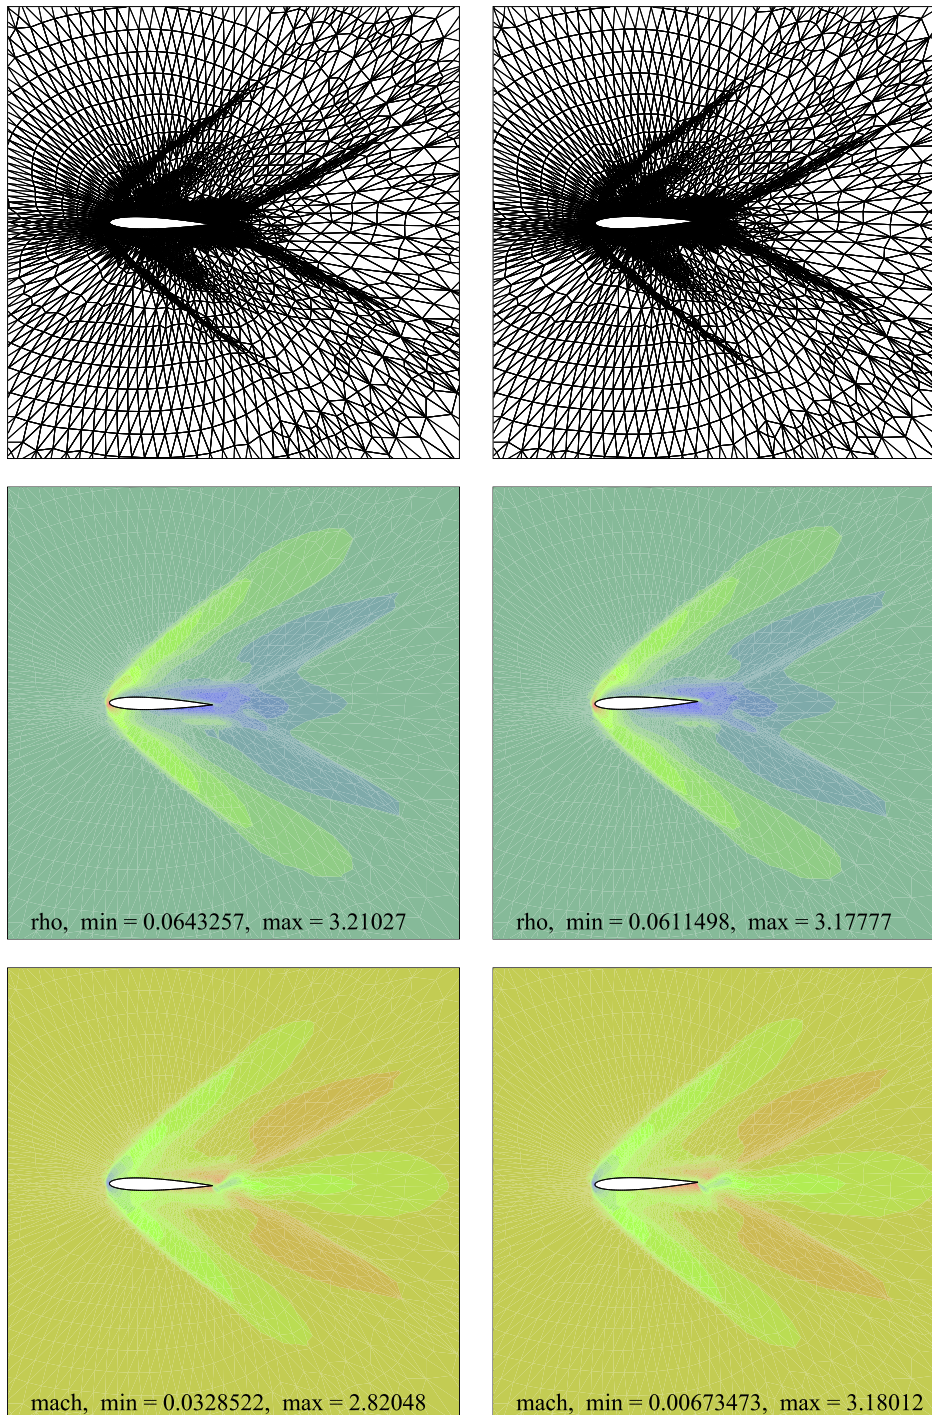 rho, min = 0.0643257, max = 3.21027
rho, min = 0.0611498, max = 3.17777
mach, min = 0.0328522, max = 2.82048
mach, min = 0.00673473, max = 3.18012